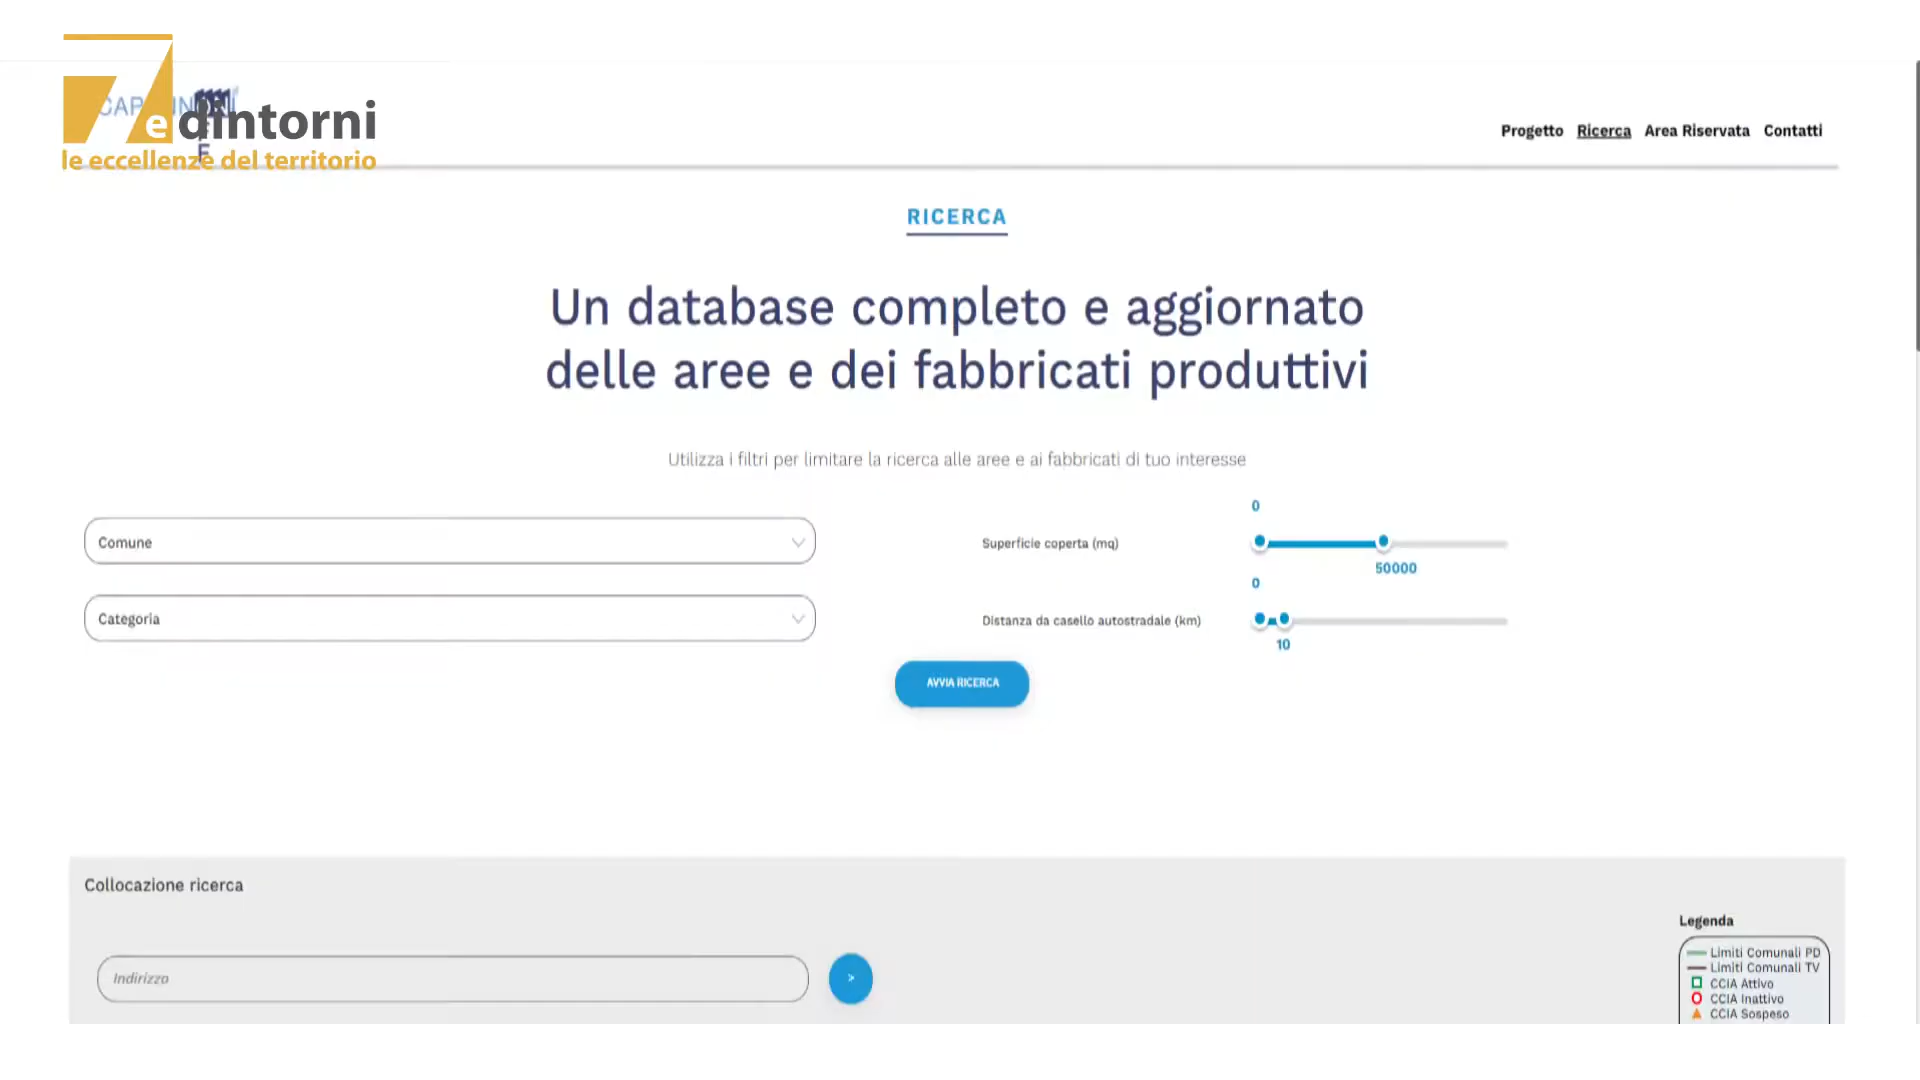 e dintorni
le eccellenze del territorio
Progetto Ricerca Area Riservata Contatti
RICERCA
Un database completo e aggiornato
delle aree e dei fabbricati produttivi
Utilizza i filtri per limitare la ricerca alle aree e ai fabbricati di tuo interesse
Comune
Categoria
0
Superficie coperta (mq)
50000
0
Distanza da casello autostradale (km)
10
AVVIA RICERCA
Collocazione ricerca
Indirizzo
>
Legenda
Limiti Comunali PD
Limiti Comunali TV
CCIA Attivo
CCIA Inattivo
CCIA Sospeso